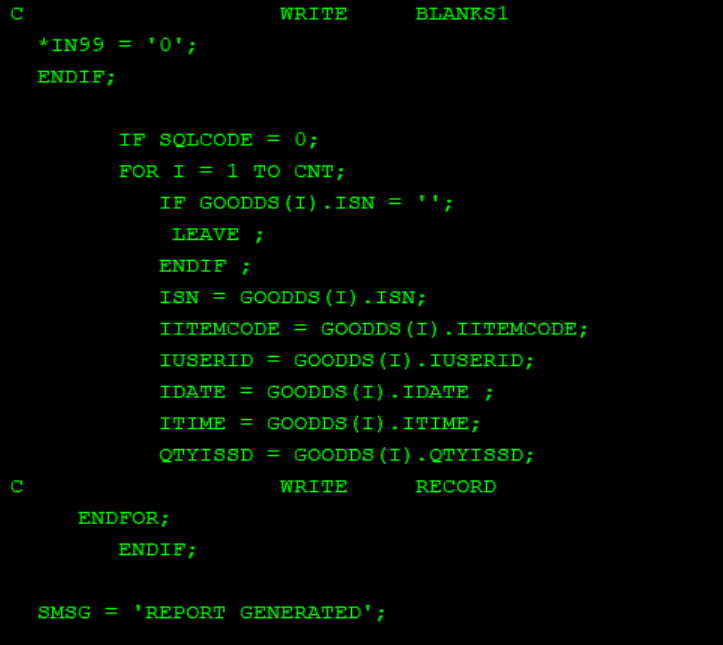 C                   WRITE     BLANKS1
  *IN99 = '0';
  ENDIF;

        IF SQLCODE = 0;
        FOR I = 1 TO CNT;
           IF GOODDS(I).ISN = '';
            LEAVE ;
           ENDIF ;
           ISN = GOODDS(I).ISN;
           IITEMCODE = GOODDS(I).IITEMCODE;
           IUSERID = GOODDS(I).IUSERID;
           IDATE = GOODDS(I).IDATE ;
           ITIME = GOODDS(I).ITIME;
           QTYISSD = GOODDS(I).QTYISSD;
C                   WRITE     RECORD
     ENDFOR;
        ENDIF;

  SMSG = 'REPORT GENERATED';